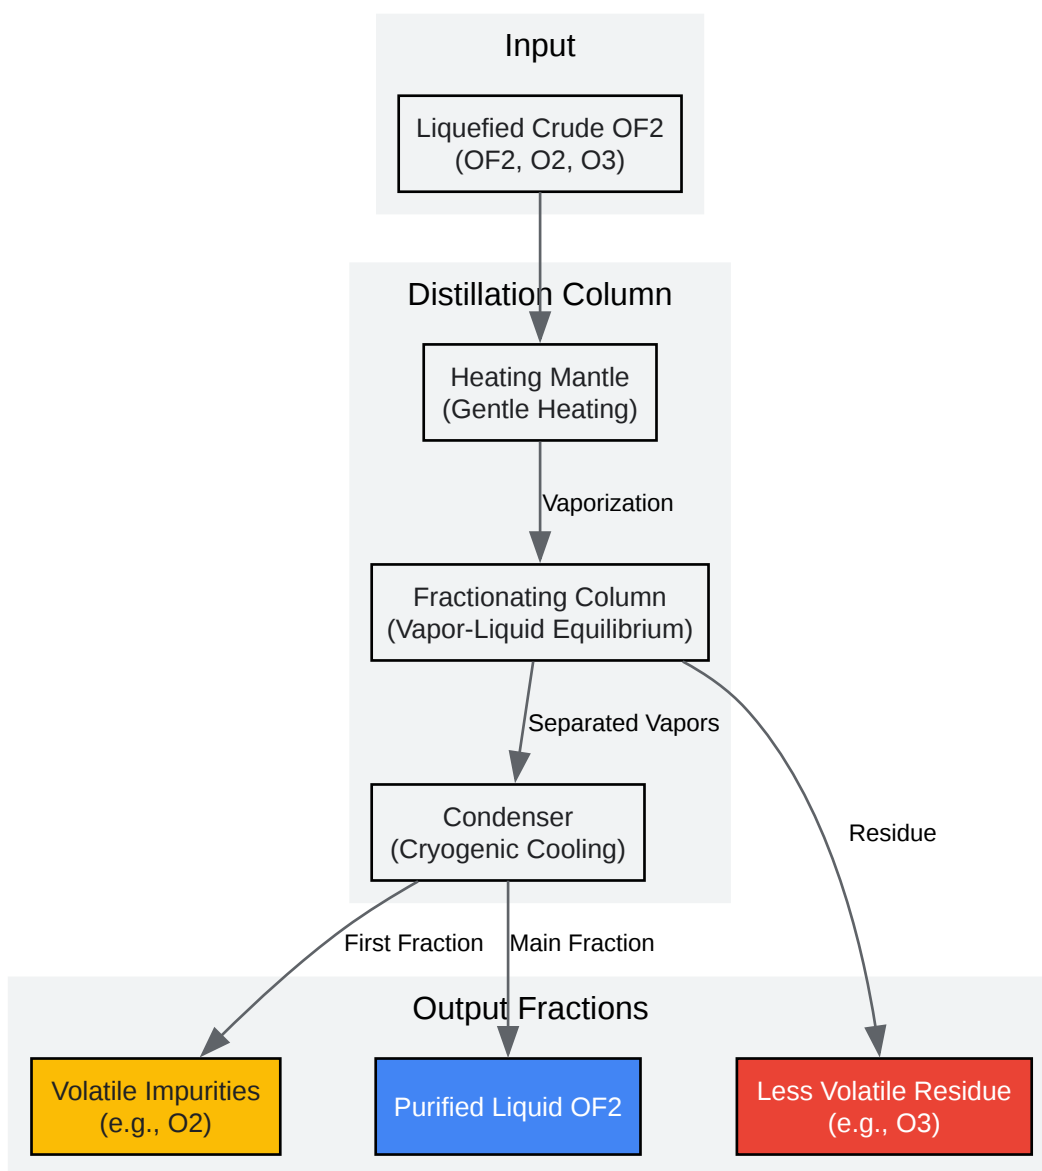 Input
Liquefied Crude OF2
(OF2, O2, O3)
Distillation Column
Heating Mantle
(Gentle Heating)
Vaporization
Fractionating Column
(Vapor-Liquid Equilibrium)
Separated Vapors
Condenser
(Cryogenic Cooling)
Residue
First Fraction
Main Fraction
Output Fractions
Volatile Impurities
(e.g., O2)
Purified Liquid OF2
Less Volatile Residue
(e.g., O3)